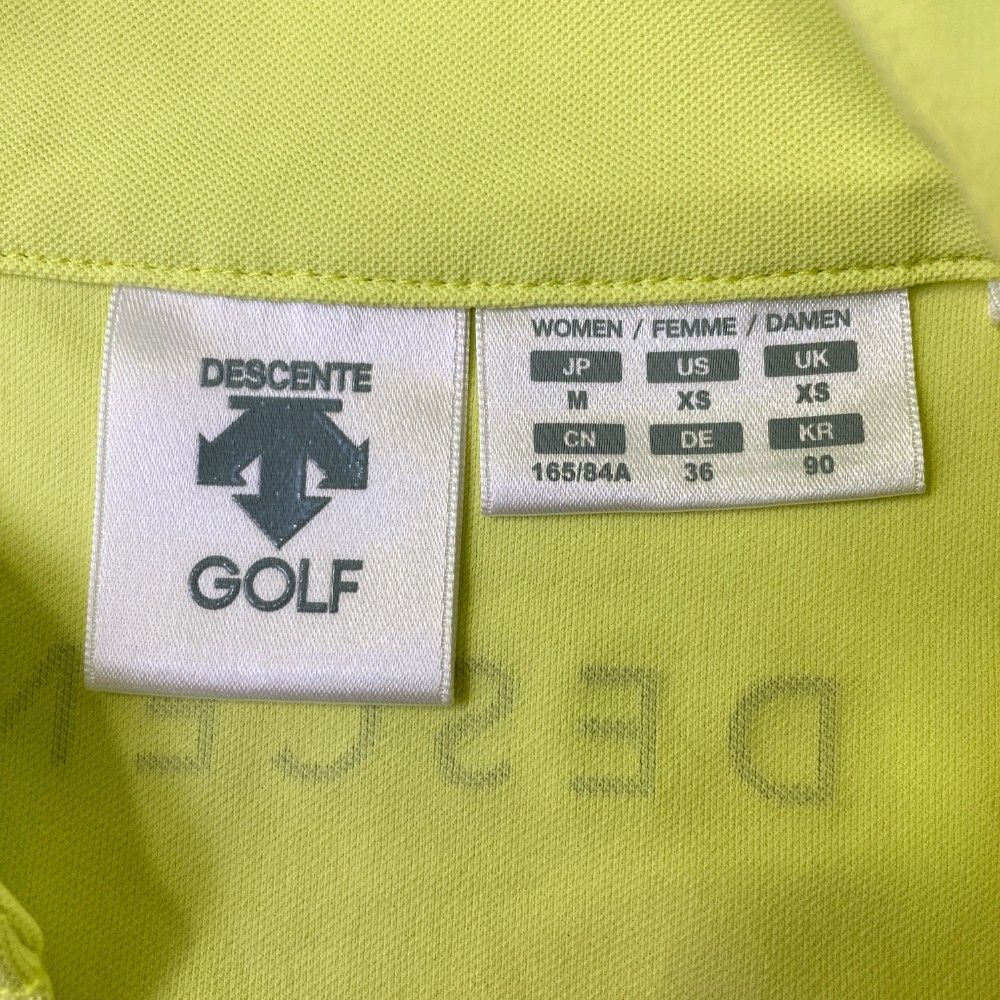 DESCENTE
GOLF
WOMEN / FEMME / DAMEN
JP US UK
M XS XS
CN DE KR
165/84A 36 90
DESCEN